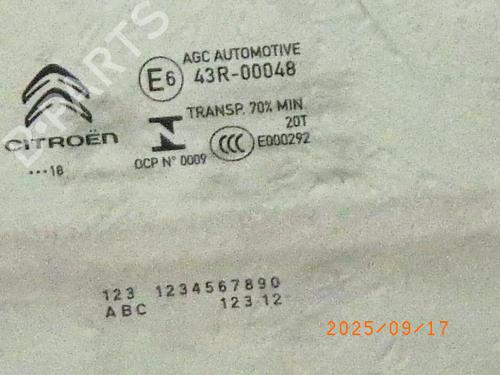 AGC AUTOMOTIVE
E6 43R-00048
TRANSP. 70% MIN.
20T
CITROËN
CCC E000292
OCP N° 0009
•••18
123 1234567890
ABC 123 12
2025/09/17
B-PARTS